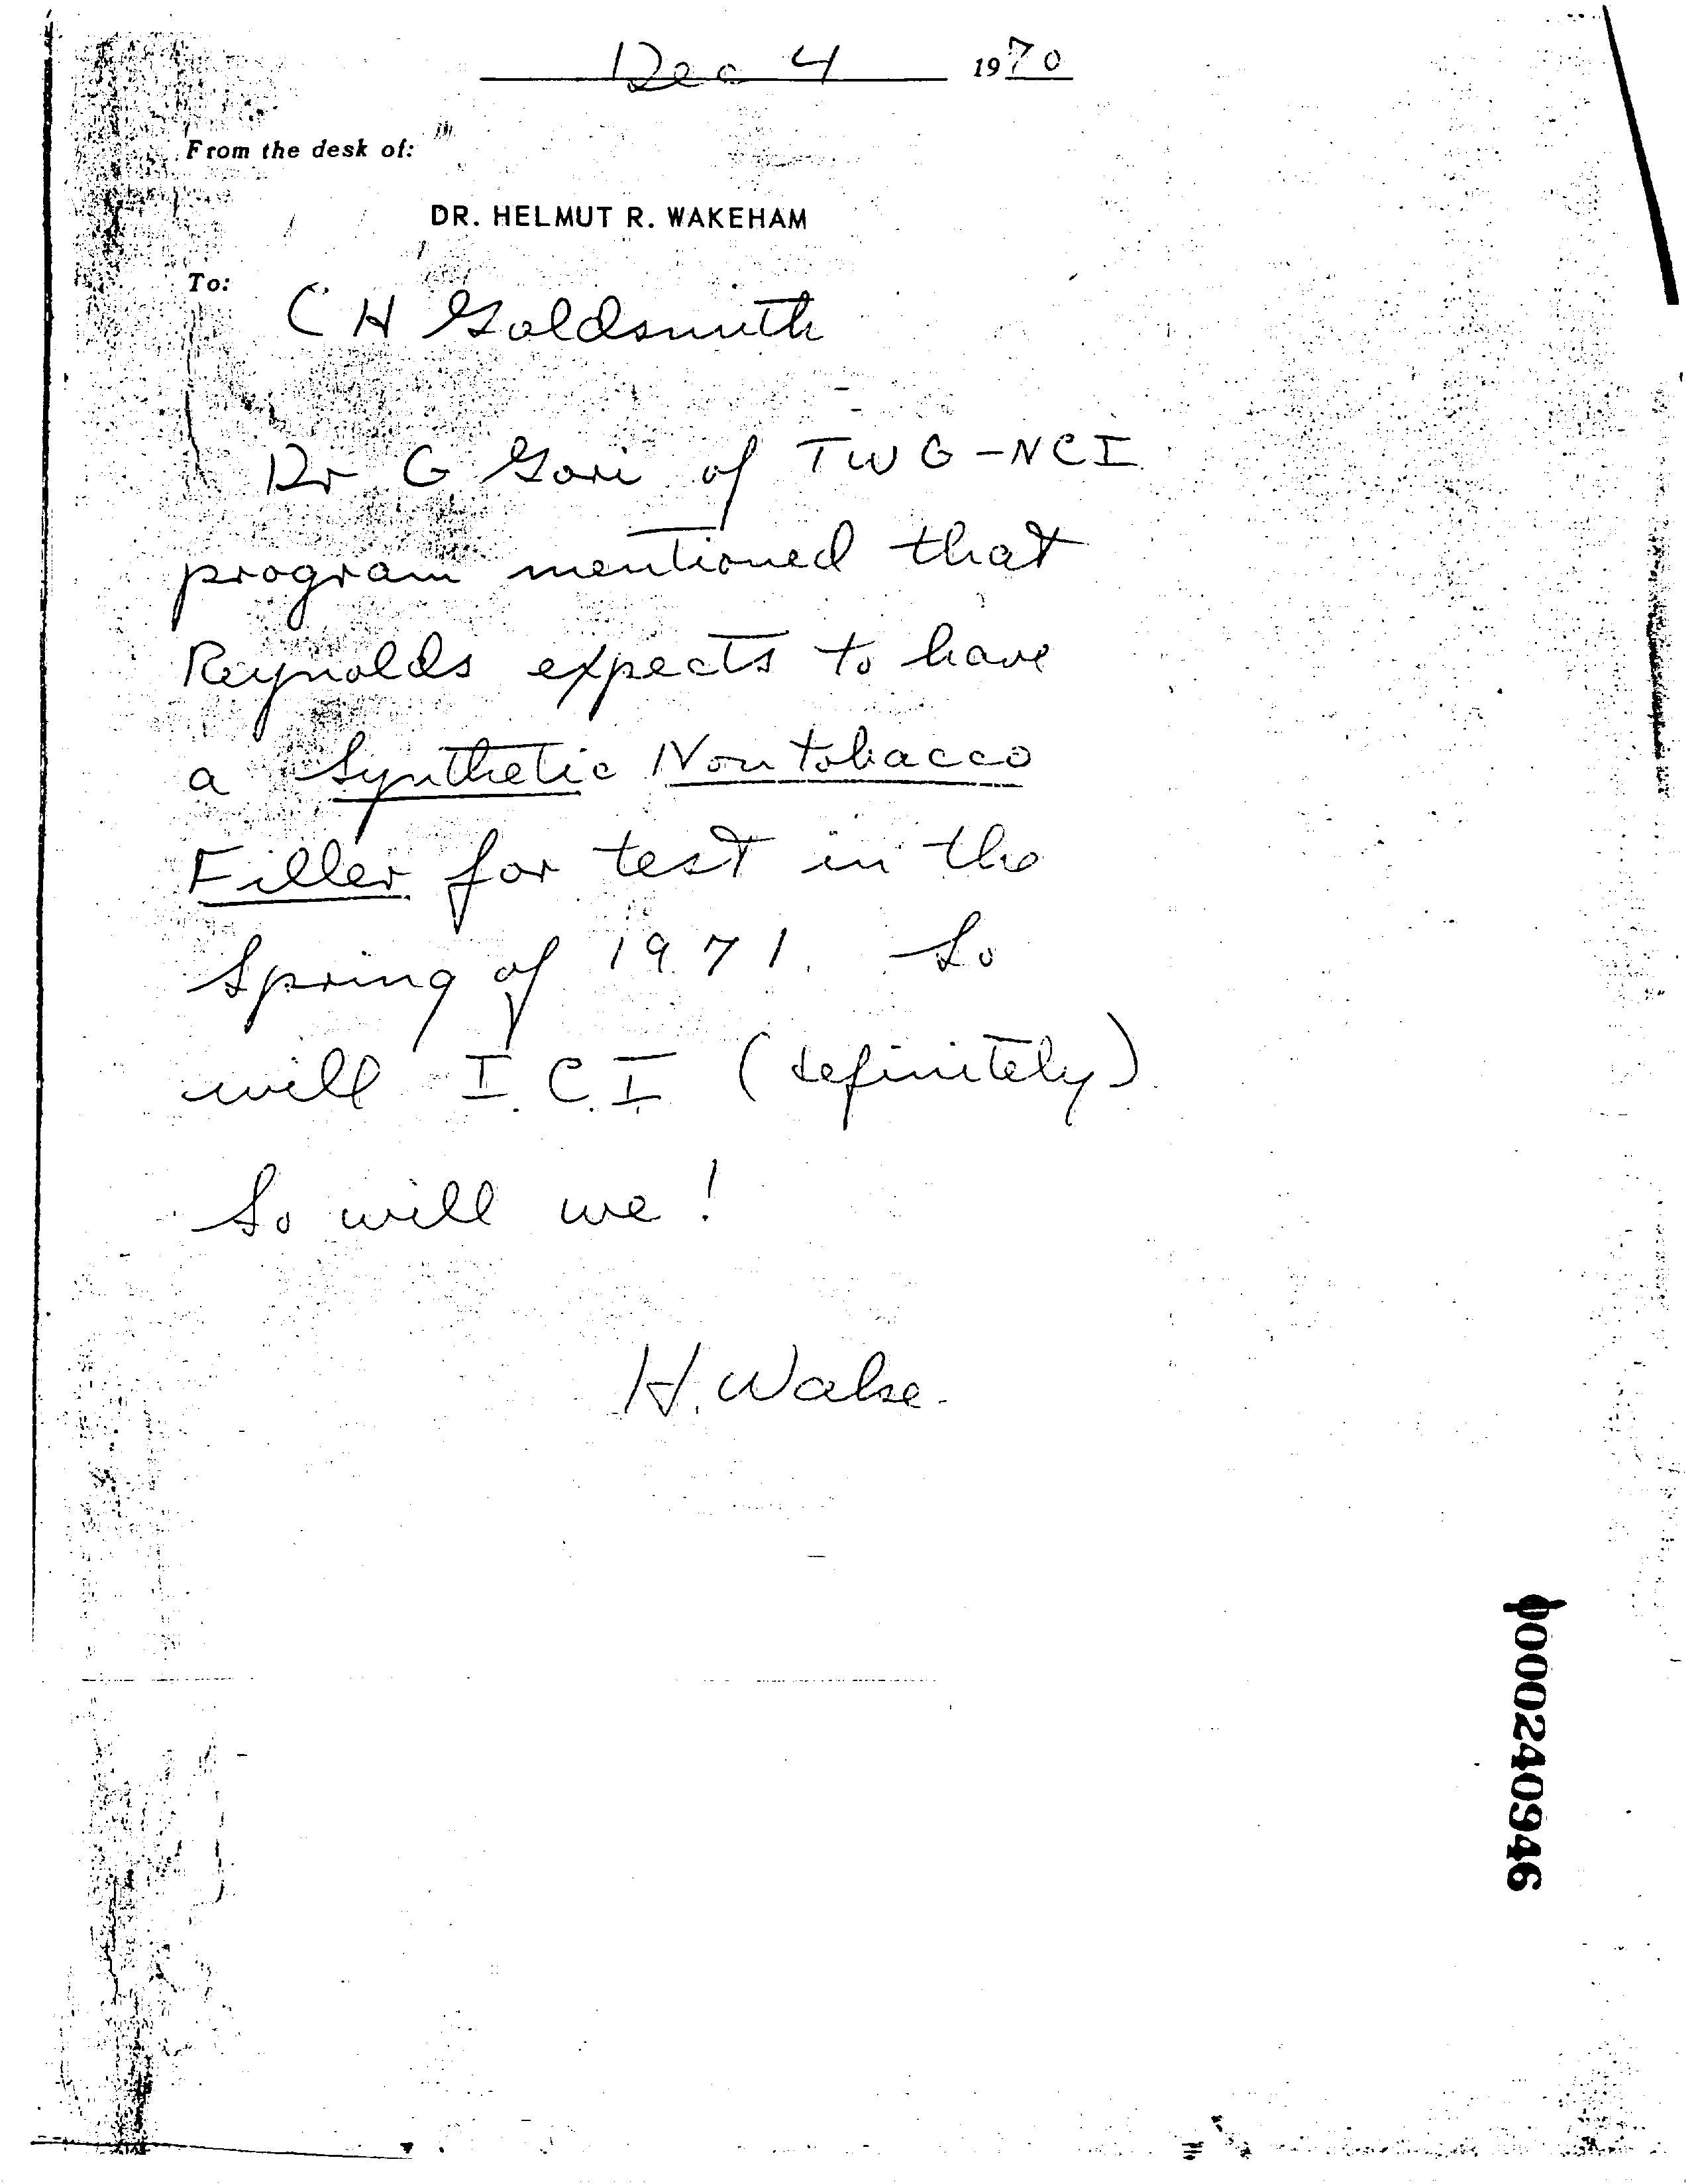 Dec 4 1970
From the desk of:
DR. HELMUT R. WAKEHAM
To:
C H Goldsmith
Dr G Gori of TWG-NCI
program mentioned that
Reynolds expects to have
a Synthetic Nontobacco
Filler for test in the
Spring of 1971. So
will I.C.I. (definitely)
So will we!
H. Wake.
0000240946